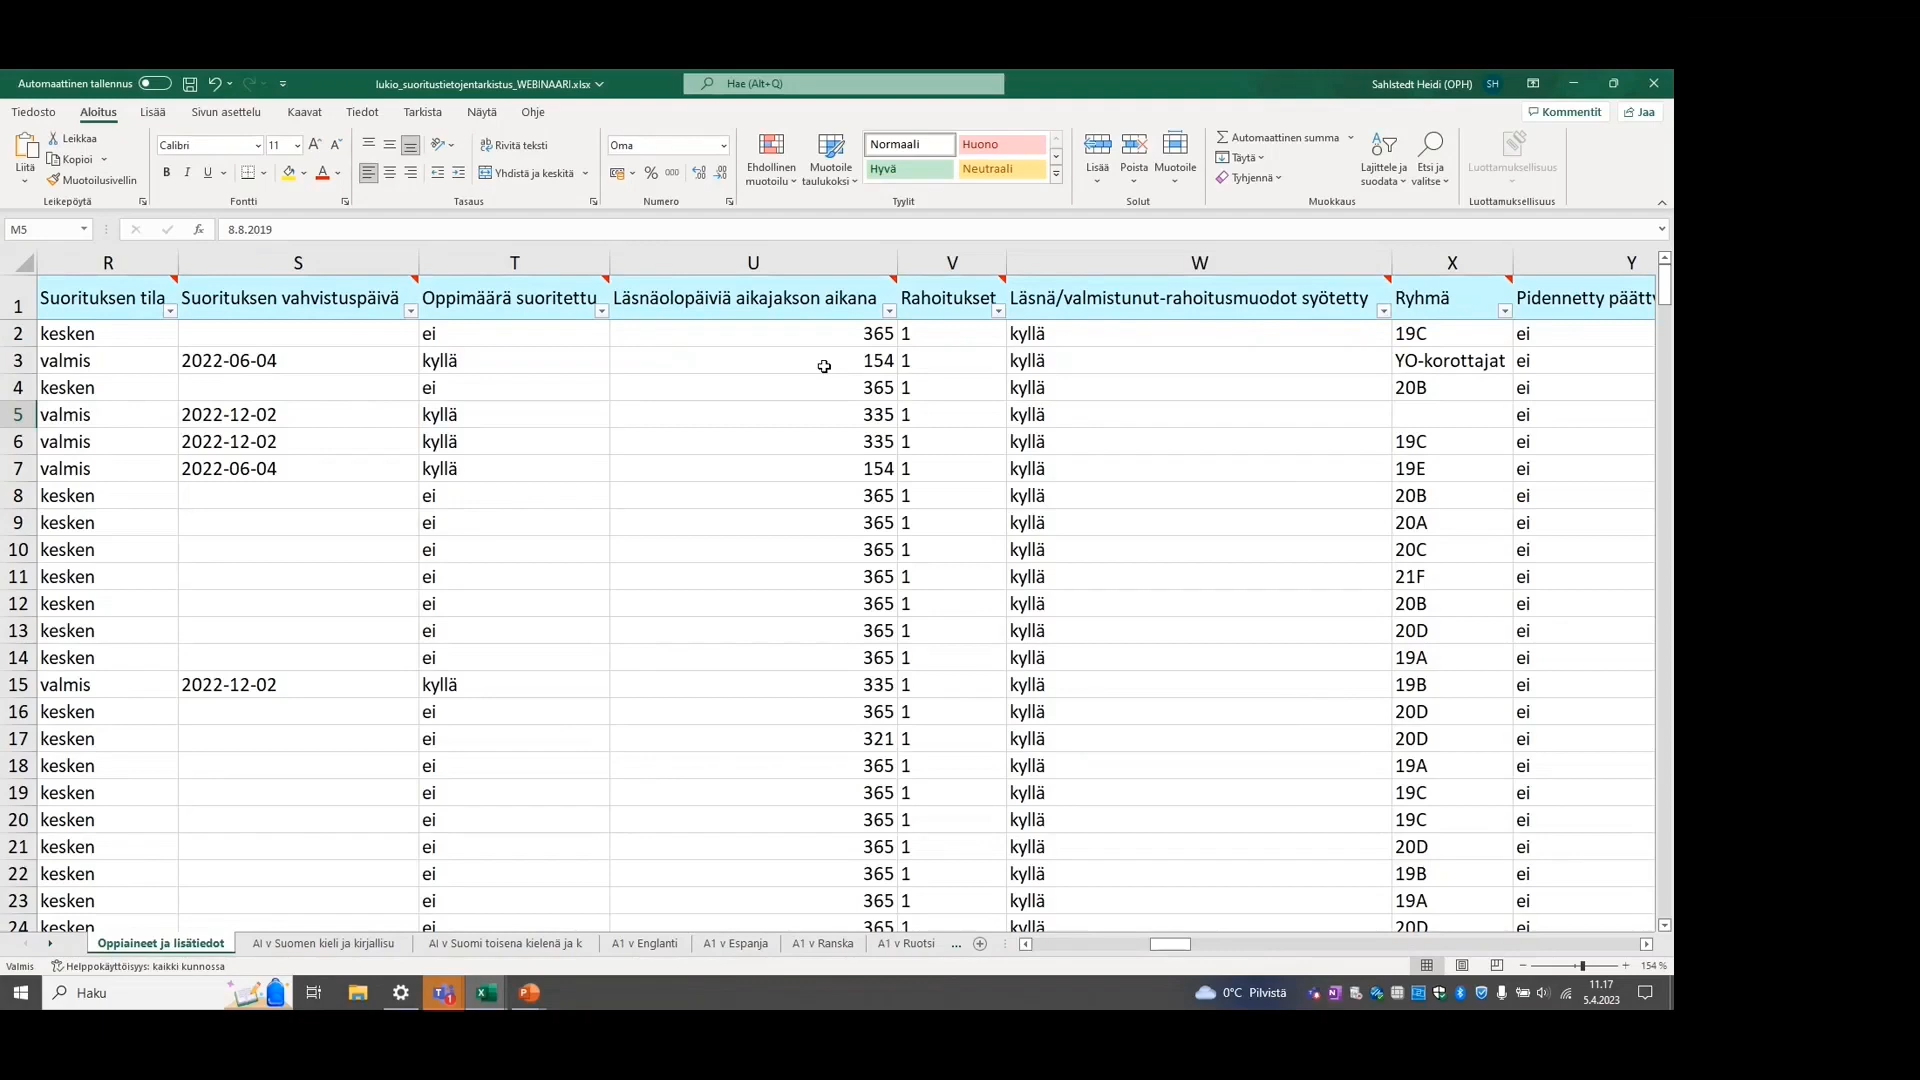 Automaattinen tallennus
lukio_suoritustietojentarkistus_WEBINAARI.xlsx
Hae (Alt+Q)
Sahlstedt Heidi (OPH) SH
Tiedosto Aloitus Lisää Sivun asettelu Kaavat Tiedot Tarkista Näytä Ohje Kommentit Jaa
Liitä
Leikkaa
Kopioi
Muotoilusivellin
Leikepöytä
Calibri 11
B I U
Fontti
Rivitä teksti
Yhdistä ja keskitä
Tasaus
Oma
% 000
Numero
Ehdollinen muotoilu
Muotoile taulukoksi
Normaali Huono
Hyvä Neutraali
Tyylit
Lisää Poista Muotoile
Solut
Automaattinen summa
Täytä
Tyhjennä
Lajittele ja suodata
Etsi ja valitse
Muokkaus
Luottamuksellisuus
Luottamuksellisuus
M5 fx 8.8.2019
R S T U V W X Y
1 Suorituksen tila Suorituksen vahvistuspäivä Oppimäärä suoritettu Läsnäolopäiviä aikajakson aikana Rahoitukset Läsnä/valmistunut-rahoitusmuodot syötetty Ryhmä Pidennetty päätty
2 kesken ei 365 1 kyllä 19C ei
3 valmis 2022-06-04 kyllä 154 1 kyllä YO-korottajat ei
4 kesken ei 365 1 kyllä 20B ei
5 valmis 2022-12-02 kyllä 335 1 kyllä ei
6 valmis 2022-12-02 kyllä 335 1 kyllä 19C ei
7 valmis 2022-06-04 kyllä 154 1 kyllä 19E ei
8 kesken ei 365 1 kyllä 20B ei
9 kesken ei 365 1 kyllä 20A ei
10 kesken ei 365 1 kyllä 20C ei
11 kesken ei 365 1 kyllä 21F ei
12 kesken ei 365 1 kyllä 20B ei
13 kesken ei 365 1 kyllä 20D ei
14 kesken ei 365 1 kyllä 19A ei
15 valmis 2022-12-02 kyllä 335 1 kyllä 19B ei
16 kesken ei 365 1 kyllä 20D ei
17 kesken ei 321 1 kyllä 20D ei
18 kesken ei 365 1 kyllä 19A ei
19 kesken ei 365 1 kyllä 19C ei
20 kesken ei 365 1 kyllä 19C ei
21 kesken ei 365 1 kyllä 20D ei
22 kesken ei 365 1 kyllä 19B ei
23 kesken ei 365 1 kyllä 19A ei
24 kesken ei 365 1 kyllä 20D ei
Oppiaineet ja lisätiedot AI v Suomen kieli ja kirjallisu AI v Suomi toisena kielenä ja k A1 v Englanti A1 v Espanja A1 v Ranska A1 v Ruotsi ...
Valmis Helppokäyttöisyys: kaikki kunnossa 154 %
Haku
0°C Pilvistä
11.17
5.4.2023